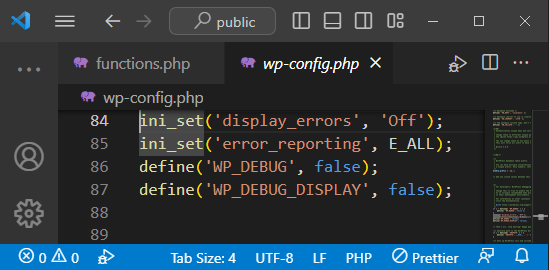 public
functions.php
wp-config.php
wp-config.php
84 ini_set('display_errors', 'Off');
85 ini_set('error_reporting', E_ALL);
86 define('WP_DEBUG', false);
87 define('WP_DEBUG_DISPLAY', false);
88
89
0 0 Tab Size: 4 UTF-8 LF PHP Prettier